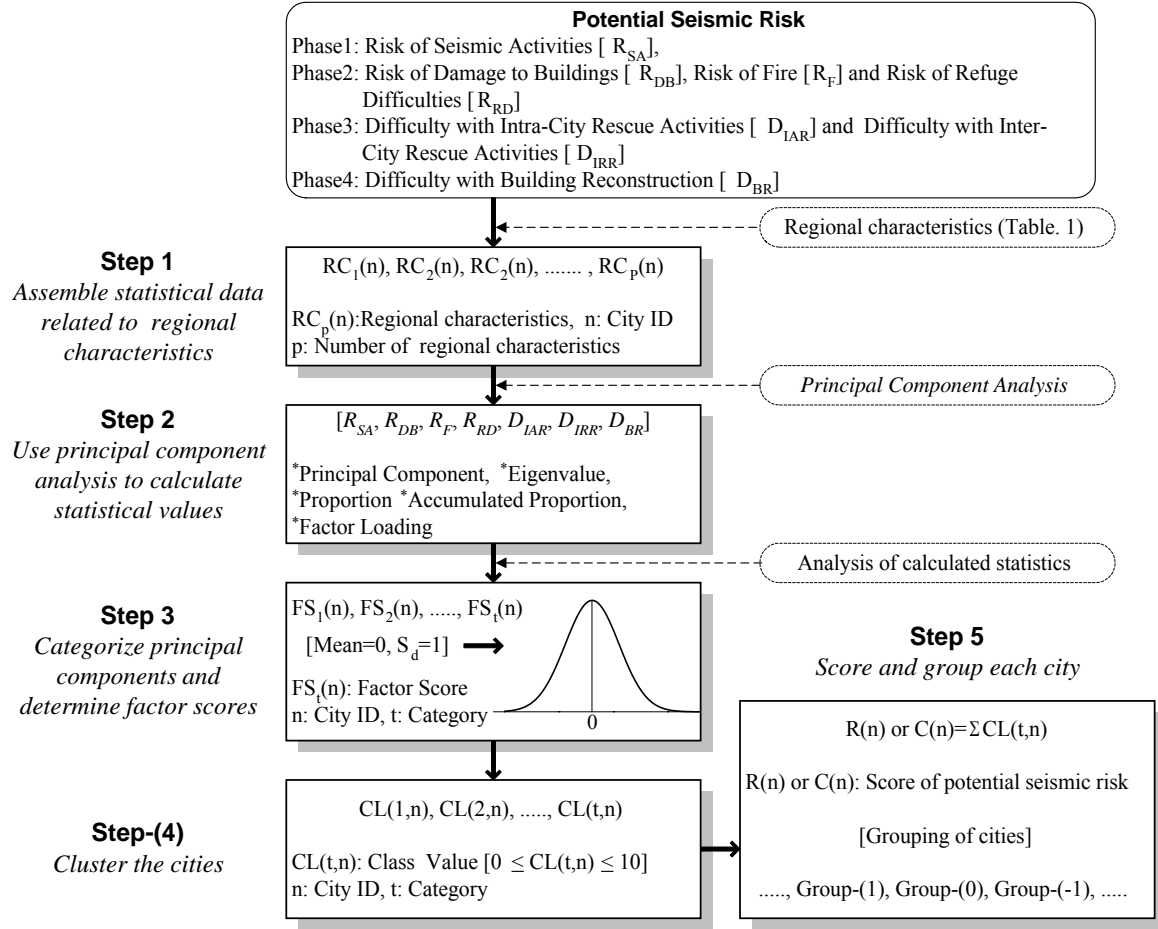 Potential Seismic Risk
Phase1: Risk of Seismic Activities [ R_SA],
Phase2: Risk of Damage to Buildings [ R_DB], Risk of Fire [R_F] and Risk of Refuge
Difficulties [R_RD]
Phase3: Difficulty with Intra-City Rescue Activities [ D_IAR] and Difficulty with Inter-
City Rescue Activities [ D_IRR]
Phase4: Difficulty with Building Reconstruction [ D_BR]
Regional characteristics (Table. 1)
Step 1
Assemble statistical data
related to regional
characteristics
RC_1(n), RC_2(n), RC_2(n), ....... , RC_P(n)
RC_p(n):Regional characteristics, n: City ID
p: Number of regional characteristics
Principal Component Analysis
Step 2
Use principal component
analysis to calculate
statistical values
[R_SA, R_DB, R_F, R_RD, D_IAR, D_IRR, D_BR]
*Principal Component, *Eigenvalue,
*Proportion *Accumulated Proportion,
*Factor Loading
Analysis of calculated statistics
Step 3
Categorize principal
components and
determine factor scores
FS_1(n), FS_2(n), ....., FS_t(n)
[Mean=0, S_d=1]
FS_t(n): Factor Score
n: City ID, t: Category
0
Step-(4)
Cluster the cities
CL(1,n), CL(2,n), ....., CL(t,n)
CL(t,n): Class Value [0 ≤ CL(t,n) ≤ 10]
n: City ID, t: Category
Step 5
Score and group each city
R(n) or C(n)=ΣCL(t,n)
R(n) or C(n): Score of potential seismic risk
[Grouping of cities]
....., Group-(1), Group-(0), Group-(-1), .....